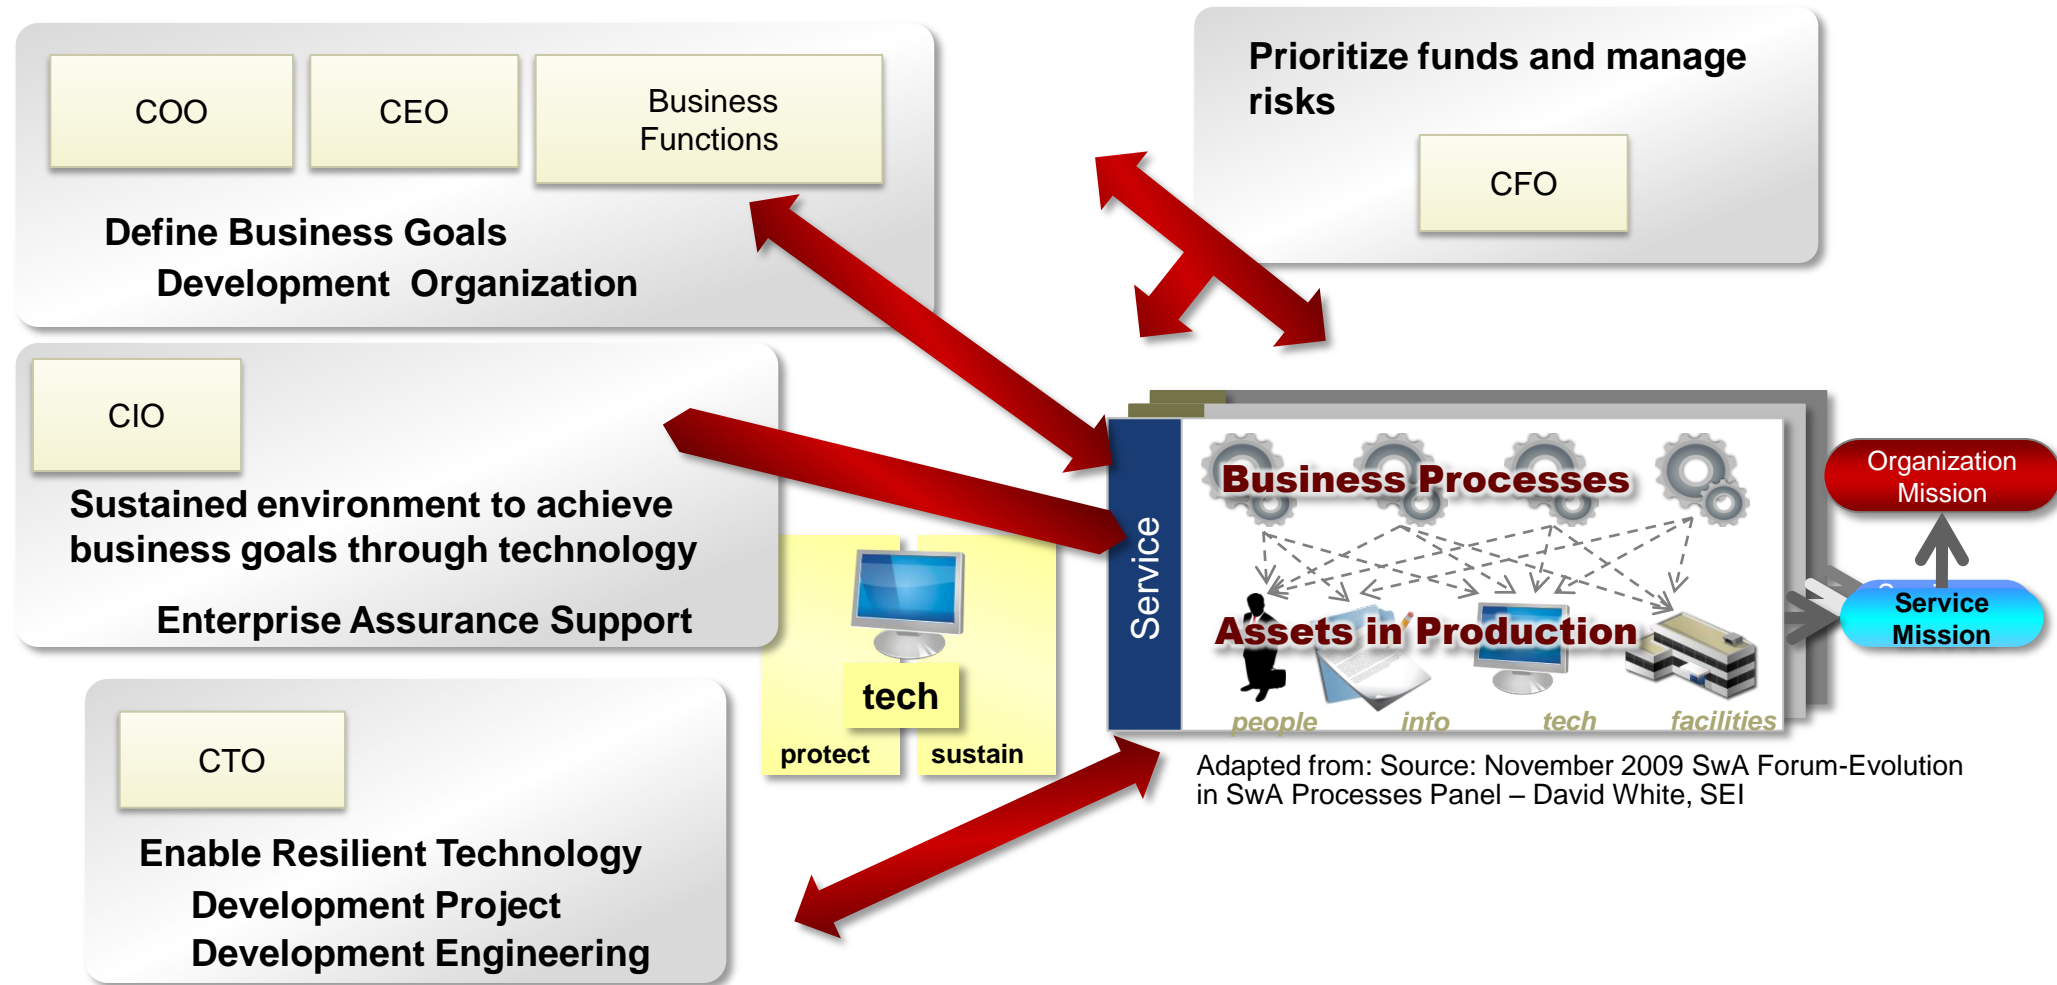 COO
CEO
Business
Functions
Define Business Goals
Development Organization
Prioritize funds and manage
risks
CFO
CIO
Sustained environment to achieve
business goals through technology
Enterprise Assurance Support
tech
protect
sustain
CTO
Enable Resilient Technology
Development Project
Development Engineering
Service
Business Processes
Assets in Production
people
info
tech
facilities
Organization
Mission
Service
Mission
Adapted from: Source: November 2009 SwA Forum-Evolution
in SwA Processes Panel – David White, SEI